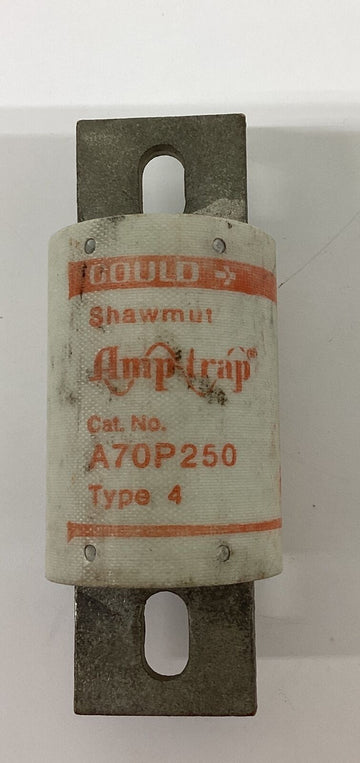 GOULD
Shawmut
Amp-trap®
Cat. No.
A70P250
Type 4